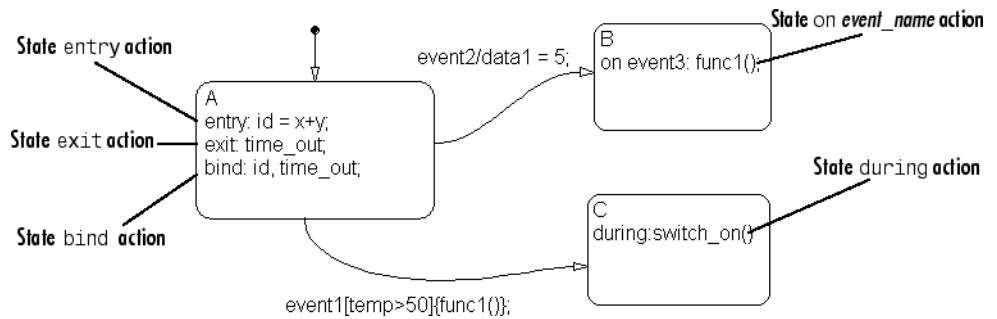 State on event_name action
State entry action
event2/data1 = 5;
B
on event3: func1();
A
entry: id = x+y;
exit: time_out;
bind: id, time_out;
State exit action
State during action
C
during:switch_on()
State bind action
event1[temp>50]{func1()};